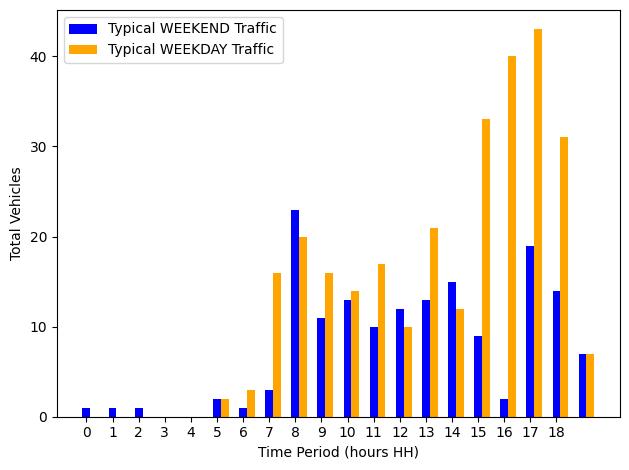 Typical WEEKEND Traffic
Typical WEEKDAY Traffic
40
30
20
10
0
Total Vehicles
0 1 2 3 4 5 6 7 8 9 10 11 12 13 14 15 16 17 18
Time Period (hours HH)